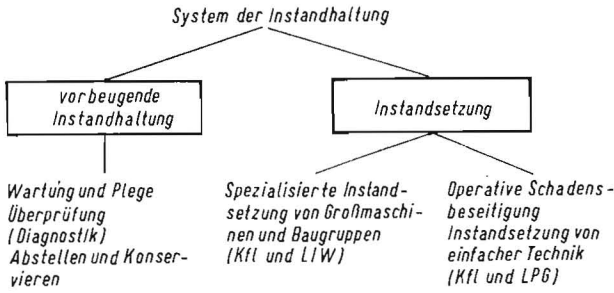 System der Instandhaltung
vorbeugende
Instandhaltung
Instandsetzung
Wartung und Plege
Überprüfung
(Diagnostik)
Abstellen und Konser-
vieren
Spezialisierte Instand-
setzung von Großmaschi-
nen und Baugruppen
(Kfl und LIW)
Operative Schadens-
beseitigung
Instandsetzung von
einfacher Technik
(Kfl und LPG)